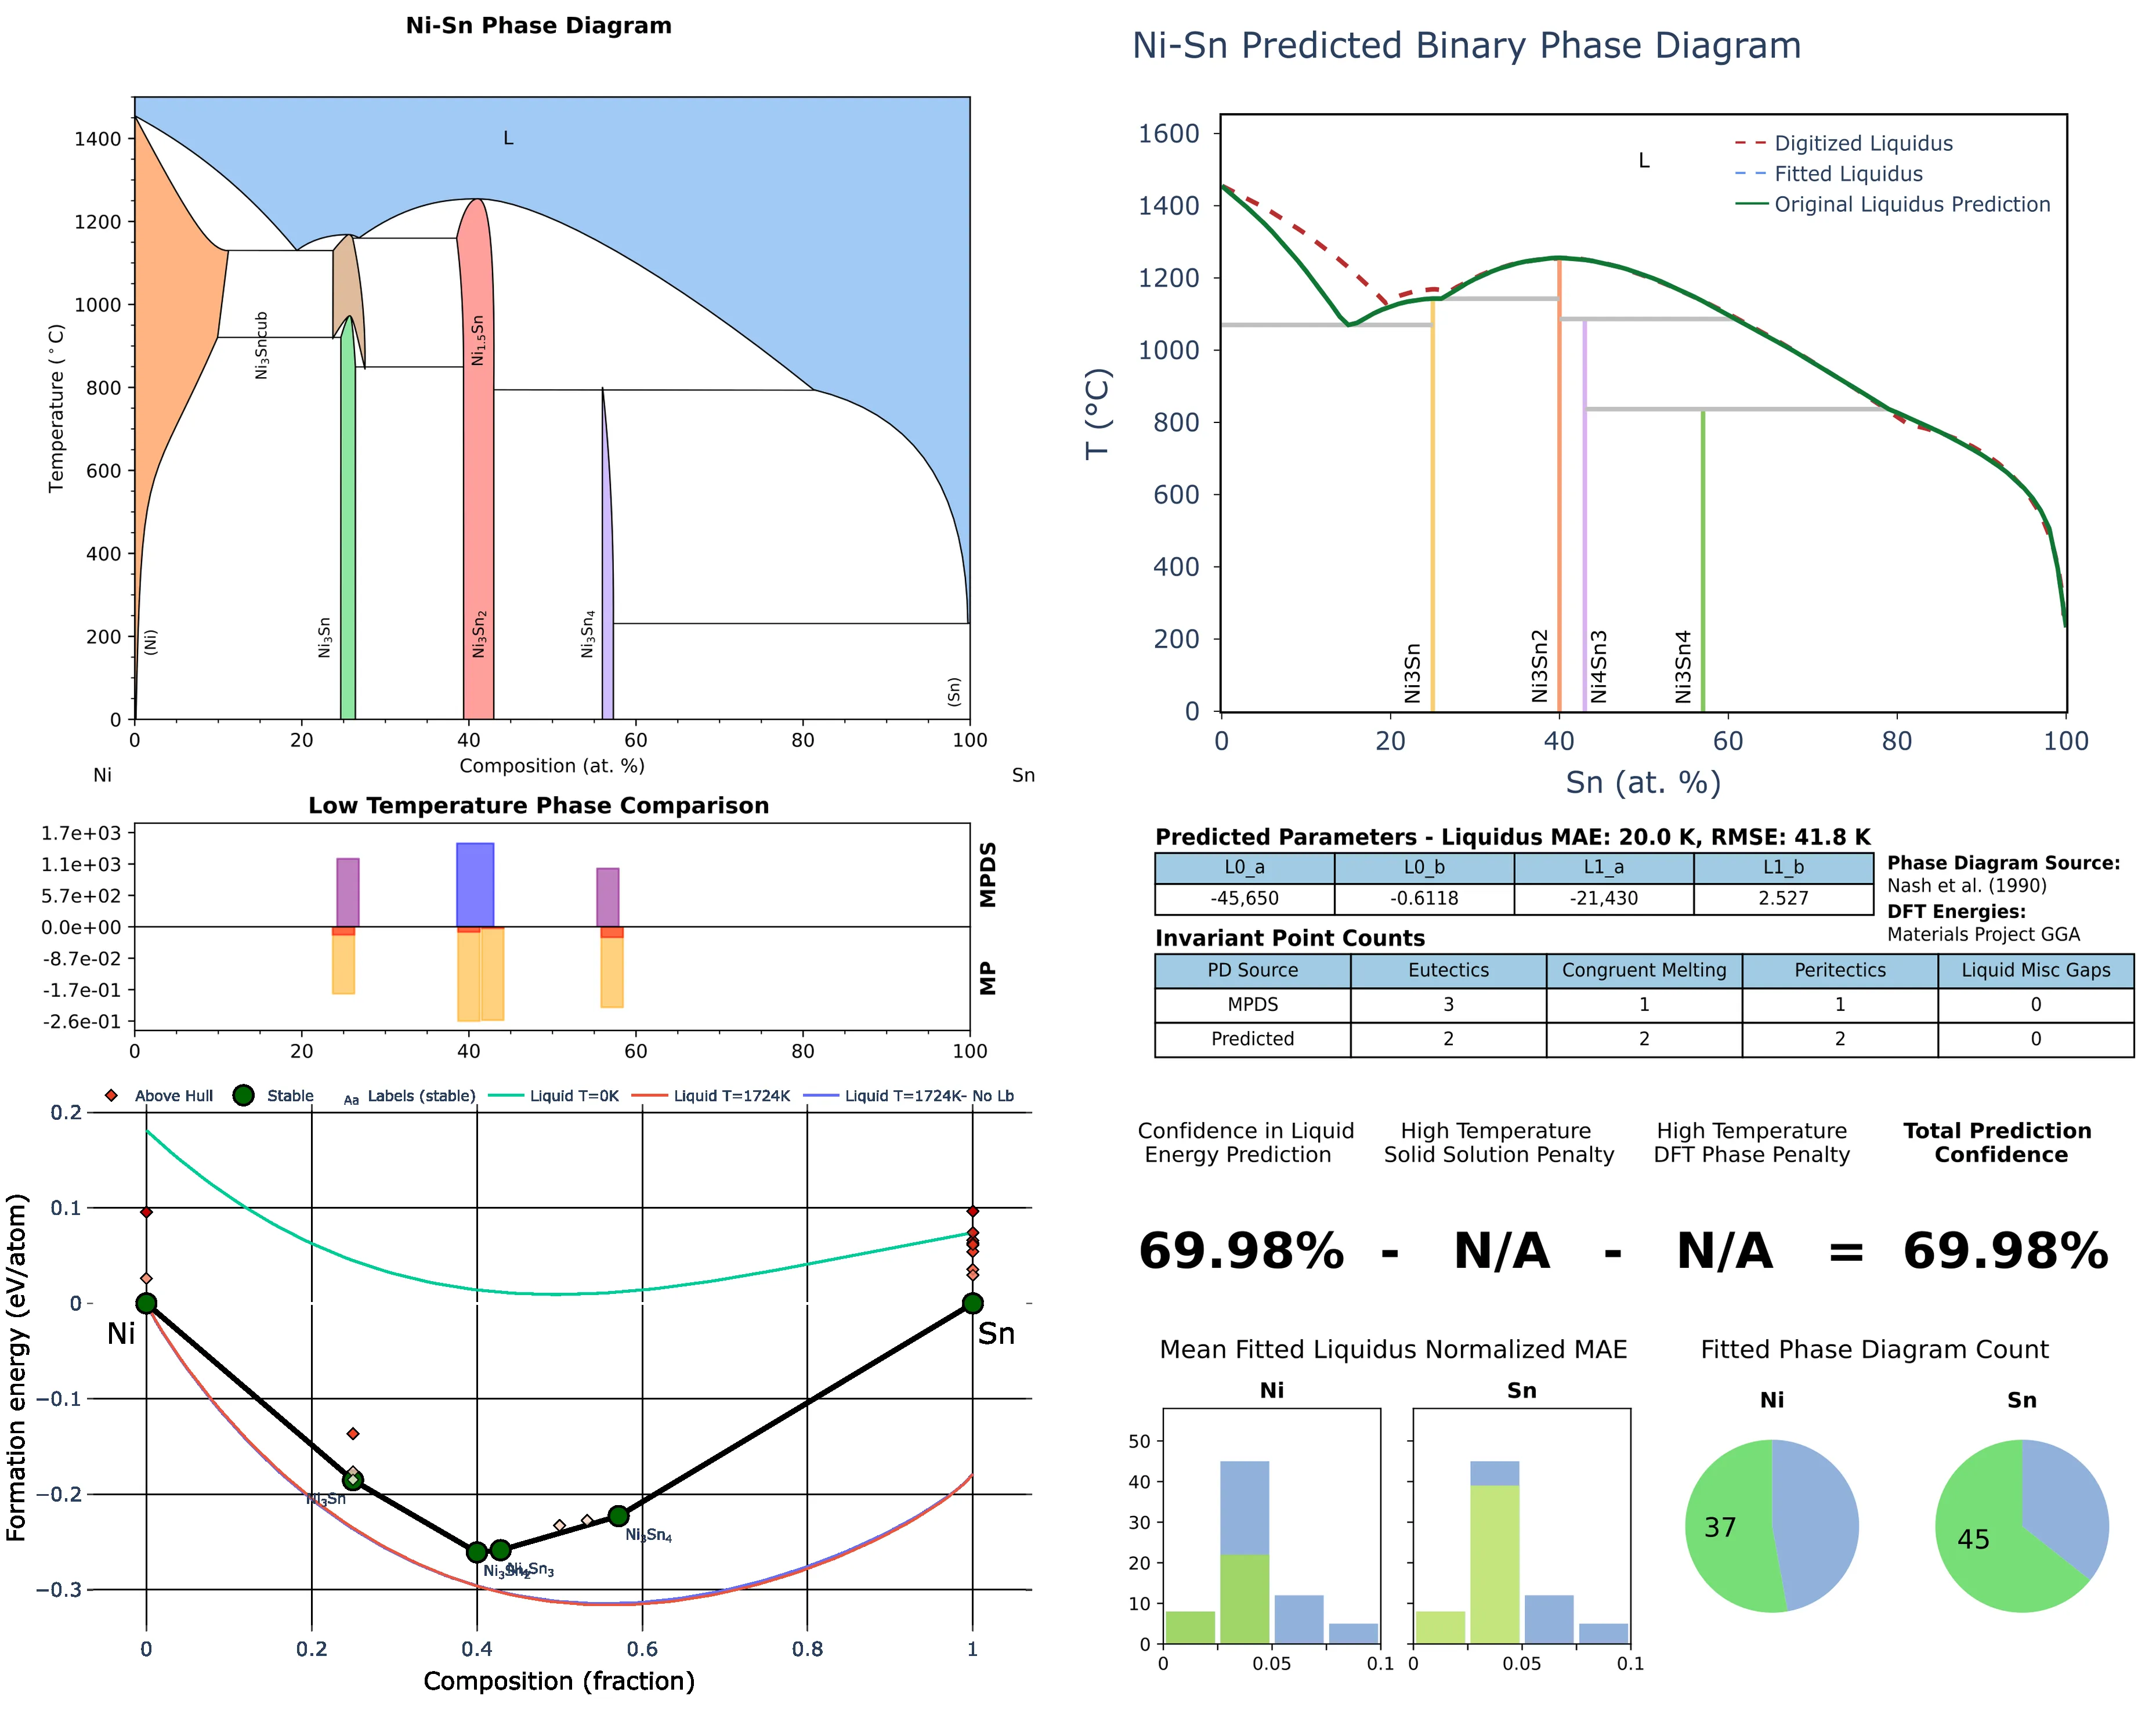 Ni-Sn Phase Diagram
1400
1200
1000
800
600
400
200
0
Temperature (°C)
L
Ni3Sncub
Ni1.5Sn
(Ni)
Ni3Sn
Ni3Sn2
Ni3Sn4
(Sn)
0 20 40 60 80 100
Composition (at. %)
Ni Sn
Low Temperature Phase Comparison
1.7e+03
1.1e+03
5.7e+02
0.0e+00
-8.7e-02
-1.7e-01
-2.6e-01
MPDS
MP
0 20 40 60 80 100
Above Hull Stable Aa Labels (stable) Liquid T=0K Liquid T=1724K Liquid T=1724K- No Lb
0.2
0.1
0
−0.1
−0.2
−0.3
Formation energy (eV/atom)
Ni
Sn
Ni3Sn
Ni3Sn2
Ni4Sn3
Ni3Sn4
0 0.2 0.4 0.6 0.8 1
Composition (fraction)
Ni-Sn Predicted Binary Phase Diagram
1600
1400
1200
1000
800
600
400
200
0
T (°C)
L
Digitized Liquidus
Fitted Liquidus
Original Liquidus Prediction
Ni3Sn
Ni3Sn2
Ni4Sn3
Ni3Sn4
0 20 40 60 80 100
Sn (at. %)
Predicted Parameters - Liquidus MAE: 20.0 K, RMSE: 41.8 K
L0_a L0_b L1_a L1_b
-45,650 -0.6118 -21,430 2.527
Phase Diagram Source:
Nash et al. (1990)
DFT Energies:
Materials Project GGA
Invariant Point Counts
PD Source Eutectics Congruent Melting Peritectics Liquid Misc Gaps
MPDS 3 1 1 0
Predicted 2 2 2 0
Confidence in Liquid
Energy Prediction
High Temperature
Solid Solution Penalty
High Temperature
DFT Phase Penalty
Total Prediction
Confidence
69.98% - N/A - N/A = 69.98%
Mean Fitted Liquidus Normalized MAE
Ni
Sn
50
40
30
20
10
0
0 0.05 0.1
0 0.05 0.1
Fitted Phase Diagram Count
Ni
37
Sn
45